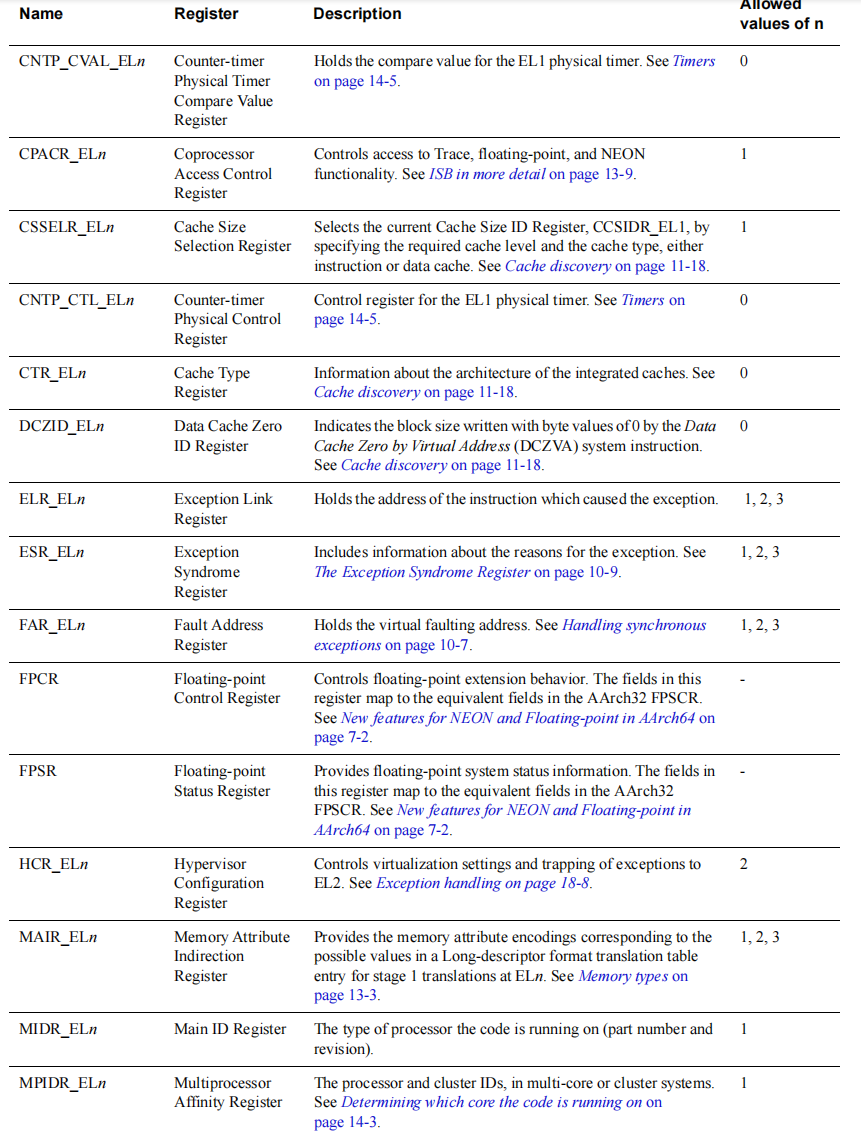 Name Register Description Allowed
values of n
CNTP_CVAL_ELn Counter-timer Holds the compare value for the EL1 physical timer. See Timers 0
Physical Timer on page 14-5.
Compare Value
Register
CPACR_ELn Coprocessor Controls access to Trace, floating-point, and NEON 1
Access Control functionality. See ISB in more detail on page 13-9.
Register
CSSELR_ELn Cache Size Selects the current Cache Size ID Register, CCSIDR_EL1, by 1
Selection Register specifying the required cache level and the cache type, either
instruction or data cache. See Cache discovery on page 11-18.
CNTP_CTL_ELn Counter-timer Control register for the EL1 physical timer. See Timers on 0
Physical Control page 14-5.
Register
CTR_ELn Cache Type Information about the architecture of the integrated caches. See 0
Register Cache discovery on page 11-18.
DCZID_ELn Data Cache Zero Indicates the block size written with byte values of 0 by the Data 0
ID Register Cache Zero by Virtual Address (DCZVA) system instruction.
See Cache discovery on page 11-18.
ELR_ELn Exception Link Holds the address of the instruction which caused the exception. 1, 2, 3
Register
ESR_ELn Exception Includes information about the reasons for the exception. See 1, 2, 3
Syndrome The Exception Syndrome Register on page 10-9.
Register
FAR_ELn Fault Address Holds the virtual faulting address. See Handling synchronous 1, 2, 3
Register exceptions on page 10-7.
FPCR Floating-point Controls floating-point extension behavior. The fields in this -
Control Register register map to the equivalent fields in the AArch32 FPSCR.
See New features for NEON and Floating-point in AArch64 on
page 7-2.
FPSR Floating-point Provides floating-point system status information. The fields in -
Status Register this register map to the equivalent fields in the AArch32
FPSCR. See New features for NEON and Floating-point in
AArch64 on page 7-2.
HCR_ELn Hypervisor Controls virtualization settings and trapping of exceptions to 2
Configuration EL2. See Exception handling on page 18-8.
Register
MAIR_ELn Memory Attribute Provides the memory attribute encodings corresponding to the 1, 2, 3
Indirection possible values in a Long-descriptor format translation table
Register entry for stage 1 translations at ELn. See Memory types on
page 13-3.
MIDR_ELn Main ID Register The type of processor the code is running on (part number and 1
revision).
MPIDR_ELn Multiprocessor The processor and cluster IDs, in multi-core or cluster systems. 1
Affinity Register See Determining which core the code is running on on
page 14-3.